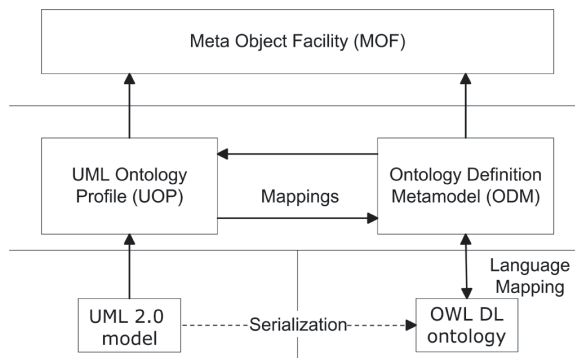 Meta Object Facility (MOF)
UML Ontology
Profile (UOP)
Mappings
Ontology Definition
Metamodel (ODM)
Language
Mapping
UML 2.0
model
Serialization
OWL DL
ontology